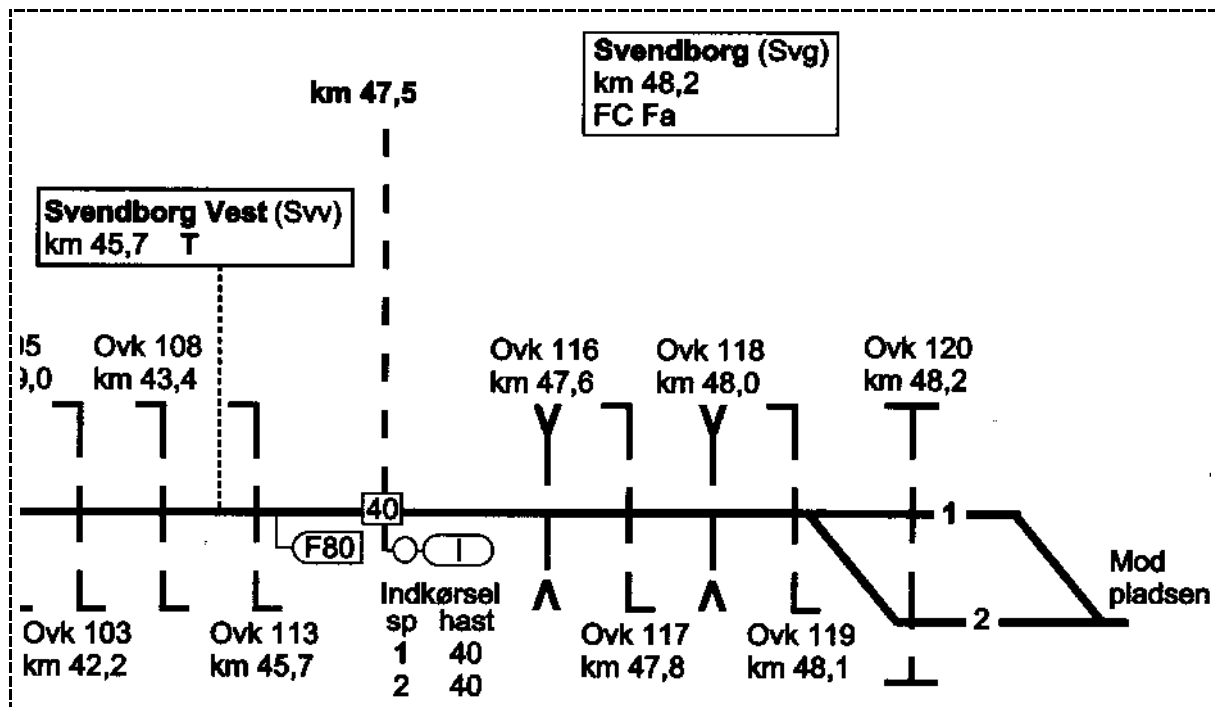 Svendborg (Svg)
km 48,2
FC Fa
km 47,5
Svendborg Vest (Svv)
km 45,7 T
Ovk 108
km 43,4
Ovk 116
km 47,6
Ovk 118
km 48,0
Ovk 120
km 48,2
40
1
F80
I
Mod
pladsen
Indkørsel
sp hast
1 40
2 40
2
Ovk 103
km 42,2
Ovk 113
km 45,7
Ovk 117
km 47,8
Ovk 119
km 48,1